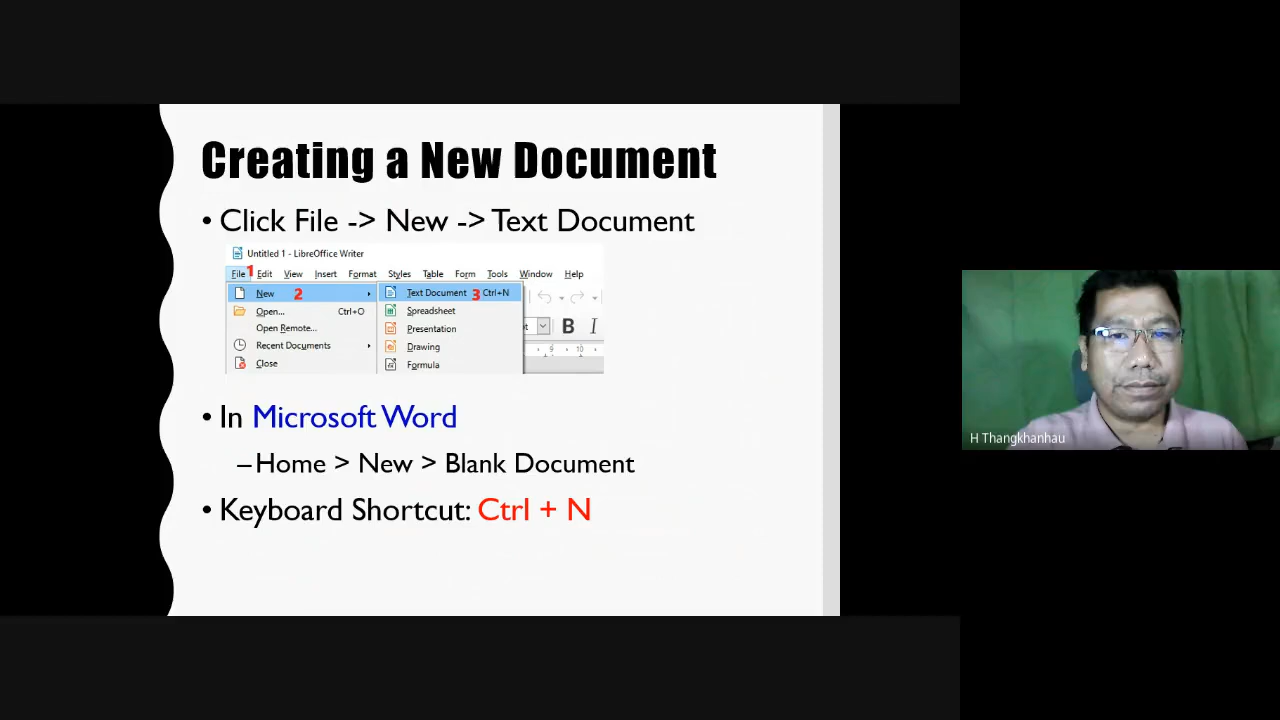 Creating a New Document
• Click File -> New -> Text Document
Untitled 1 - LibreOffice Writer
File 1 Edit View Insert Format Styles Table Form Tools Window Help
New 2
Text Document 3 Ctrl+N
Open... Ctrl+O
Spreadsheet
Open Remote...
Presentation
B I
Recent Documents
Drawing
9 10
Close
Formula
• In Microsoft Word
– Home > New > Blank Document
• Keyboard Shortcut: Ctrl + N
H Thangkhanhau